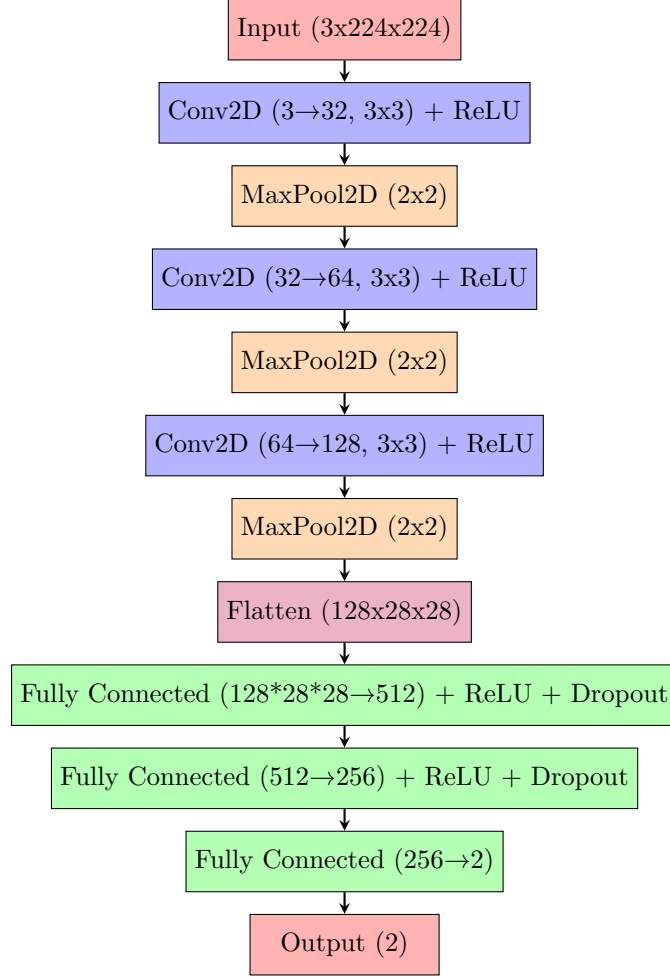 Input (3x224x224)
Conv2D (3→32, 3x3) + ReLU
MaxPool2D (2x2)
Conv2D (32→64, 3x3) + ReLU
MaxPool2D (2x2)
Conv2D (64→128, 3x3) + ReLU
MaxPool2D (2x2)
Flatten (128x28x28)
Fully Connected (128*28*28→512) + ReLU + Dropout
Fully Connected (512→256) + ReLU + Dropout
Fully Connected (256→2)
Output (2)